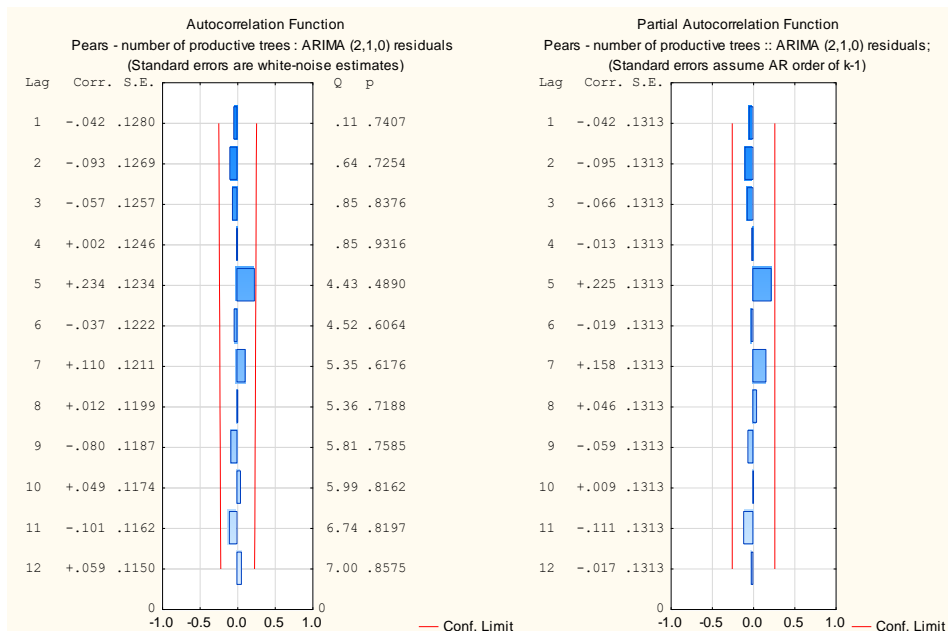 Autocorrelation Function
Pears - number of productive trees : ARIMA (2,1,0) residuals
(Standard errors are white-noise estimates)
Lag Corr. S.E. Q p
1 -.042 .1280 .11 .7407
2 -.093 .1269 .64 .7254
3 -.057 .1257 .85 .8376
4 +.002 .1246 .85 .9316
5 +.234 .1234 4.43 .4890
6 -.037 .1222 4.52 .6064
7 +.110 .1211 5.35 .6176
8 +.012 .1199 5.36 .7188
9 -.080 .1187 5.81 .7585
10 +.049 .1174 5.99 .8162
11 -.101 .1162 6.74 .8197
12 +.059 .1150 7.00 .8575
0 0
-1.0 -0.5 0.0 0.5 1.0
Conf. Limit
Partial Autocorrelation Function
Pears - number of productive trees :: ARIMA (2,1,0) residuals;
(Standard errors assume AR order of k-1)
Lag Corr. S.E.
1 -.042 .1313
2 -.095 .1313
3 -.066 .1313
4 -.013 .1313
5 +.225 .1313
6 -.019 .1313
7 +.158 .1313
8 +.046 .1313
9 -.059 .1313
10 +.009 .1313
11 -.111 .1313
12 -.017 .1313
0
-1.0 -0.5 0.0 0.5 1.0
Conf. Limit